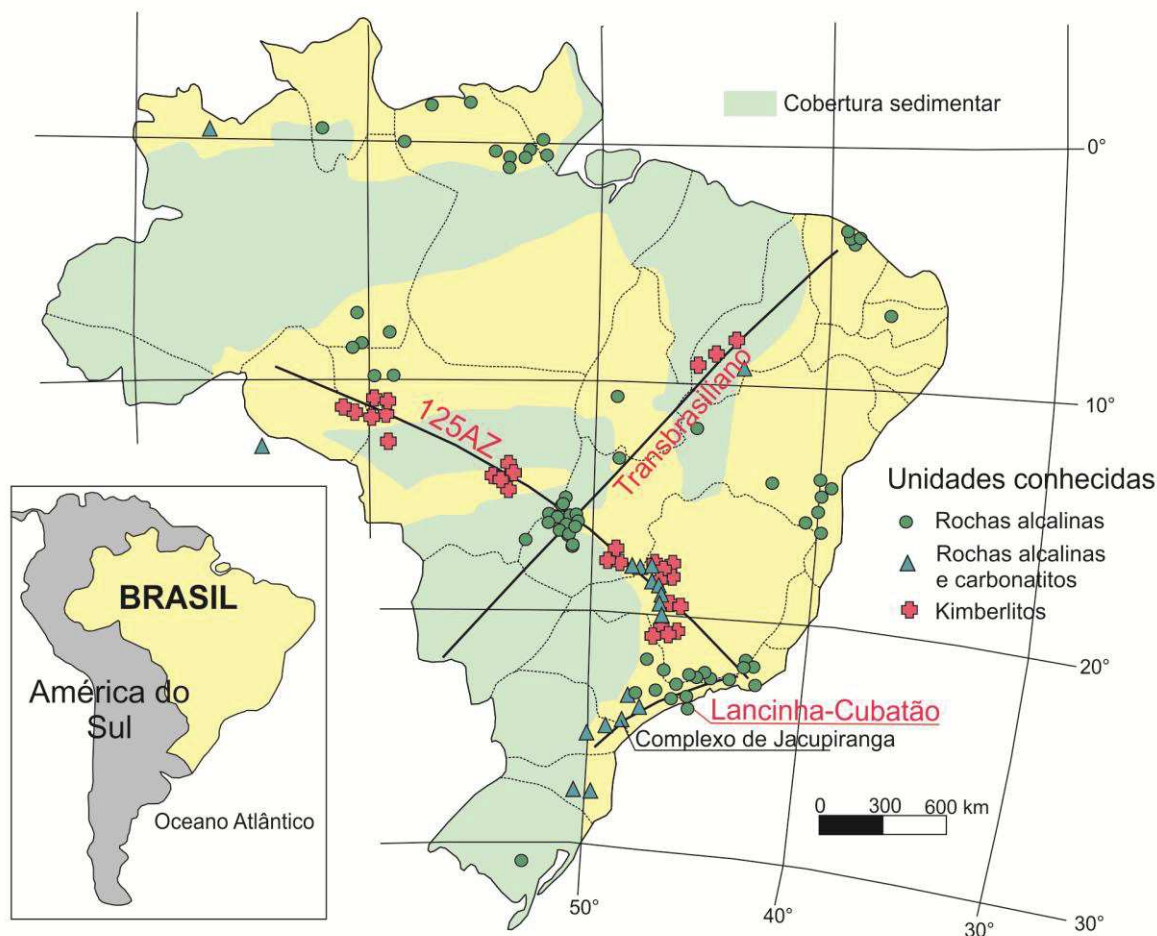 Cobertura sedimentar
0°
10°
20°
30°
30°
40°
50°
125AZ
Transbrasiliano
Lancinha-Cubatão
Complexo de Jacupiranga
Unidades conhecidas
Rochas alcalinas
Rochas alcalinas
e carbonatitos
Kimberlitos
0 300 600 km
BRASIL
América do
Sul
Oceano Atlântico